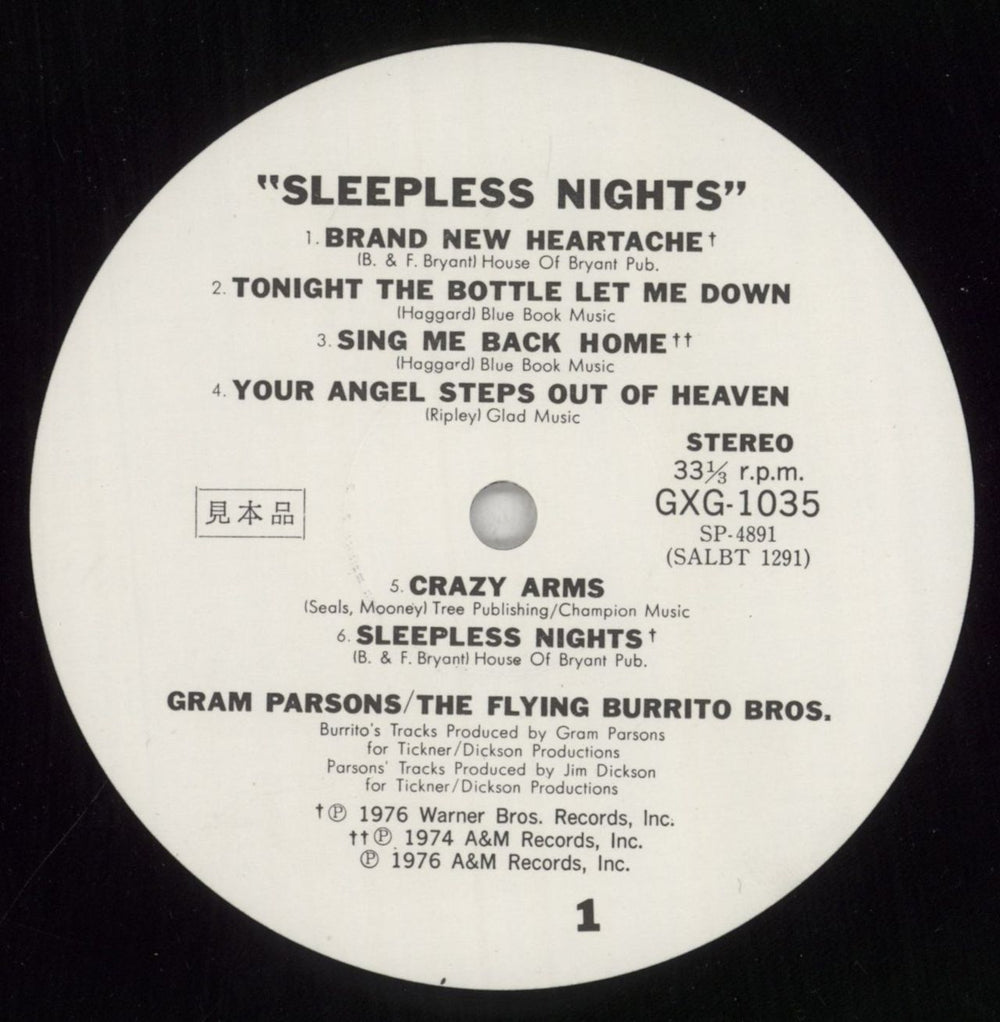 "SLEEPLESS NIGHTS"
1. BRAND NEW HEARTACHE†
(B. & F. Bryant) House Of Bryant Pub.
2. TONIGHT THE BOTTLE LET ME DOWN
(Haggard) Blue Book Music
3. SING ME BACK HOME††
(Haggard) Blue Book Music
4. YOUR ANGEL STEPS OUT OF HEAVEN
(Ripley) Glad Music
STEREO
33⅓ r.p.m.
GXG-1035
SP-4891
(SALBT 1291)
見本品
5. CRAZY ARMS
(Seals, Mooney) Tree Publishing/Champion Music
6. SLEEPLESS NIGHTS†
(B. & F. Bryant) House Of Bryant Pub.
GRAM PARSONS/THE FLYING BURRITO BROS.
Burrito's Tracks Produced by Gram Parsons
for Tickner/Dickson Productions
Parsons' Tracks Produced by Jim Dickson
for Tickner/Dickson Productions
†℗ 1976 Warner Bros. Records, Inc.
††℗ 1974 A&M Records, Inc.
℗ 1976 A&M Records, Inc.
1